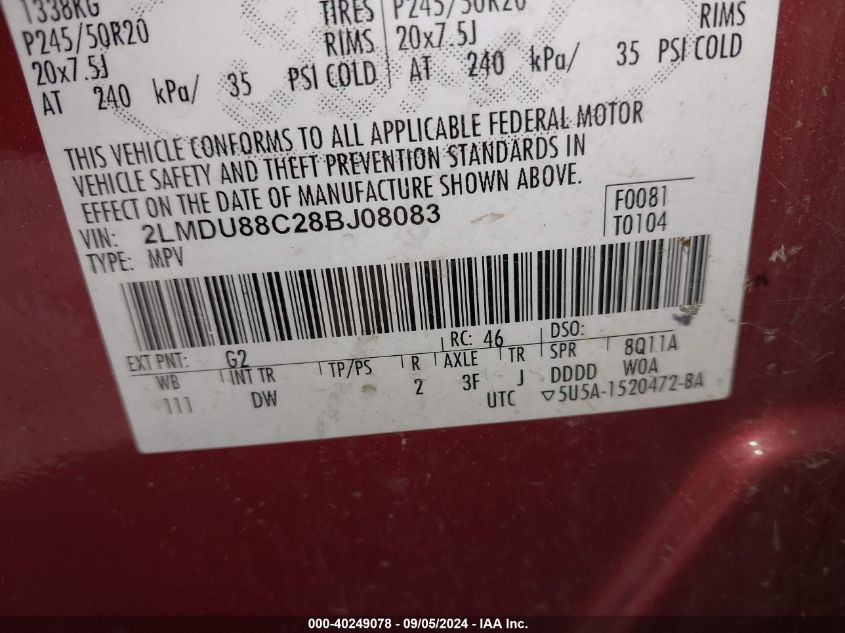 1338KG TIRES P245/50R20
P245/50R20 RIMS 20x7.5J RIMS
20x7.5J
AT 240 kPa/ 35 PSI COLD AT 240 kPa/ 35 PSI COLD
THIS VEHICLE CONFORMS TO ALL APPLICABLE FEDERAL MOTOR
VEHICLE SAFETY AND THEFT PREVENTION STANDARDS IN
EFFECT ON THE DATE OF MANUFACTURE SHOWN ABOVE.
VIN: 2LMDU88C28BJ08083
TYPE: MPV
F0081
T0104
EXT PNT: G2 RC: 46 DSO:
WB INT TR TP/PS R AXLE TR SPR 8Q11A
111 DW 2 3F J DDDD W0A
UTC ▽5U5A-1520472-BA
000-40249078 - 09/05/2024 - IAA Inc.